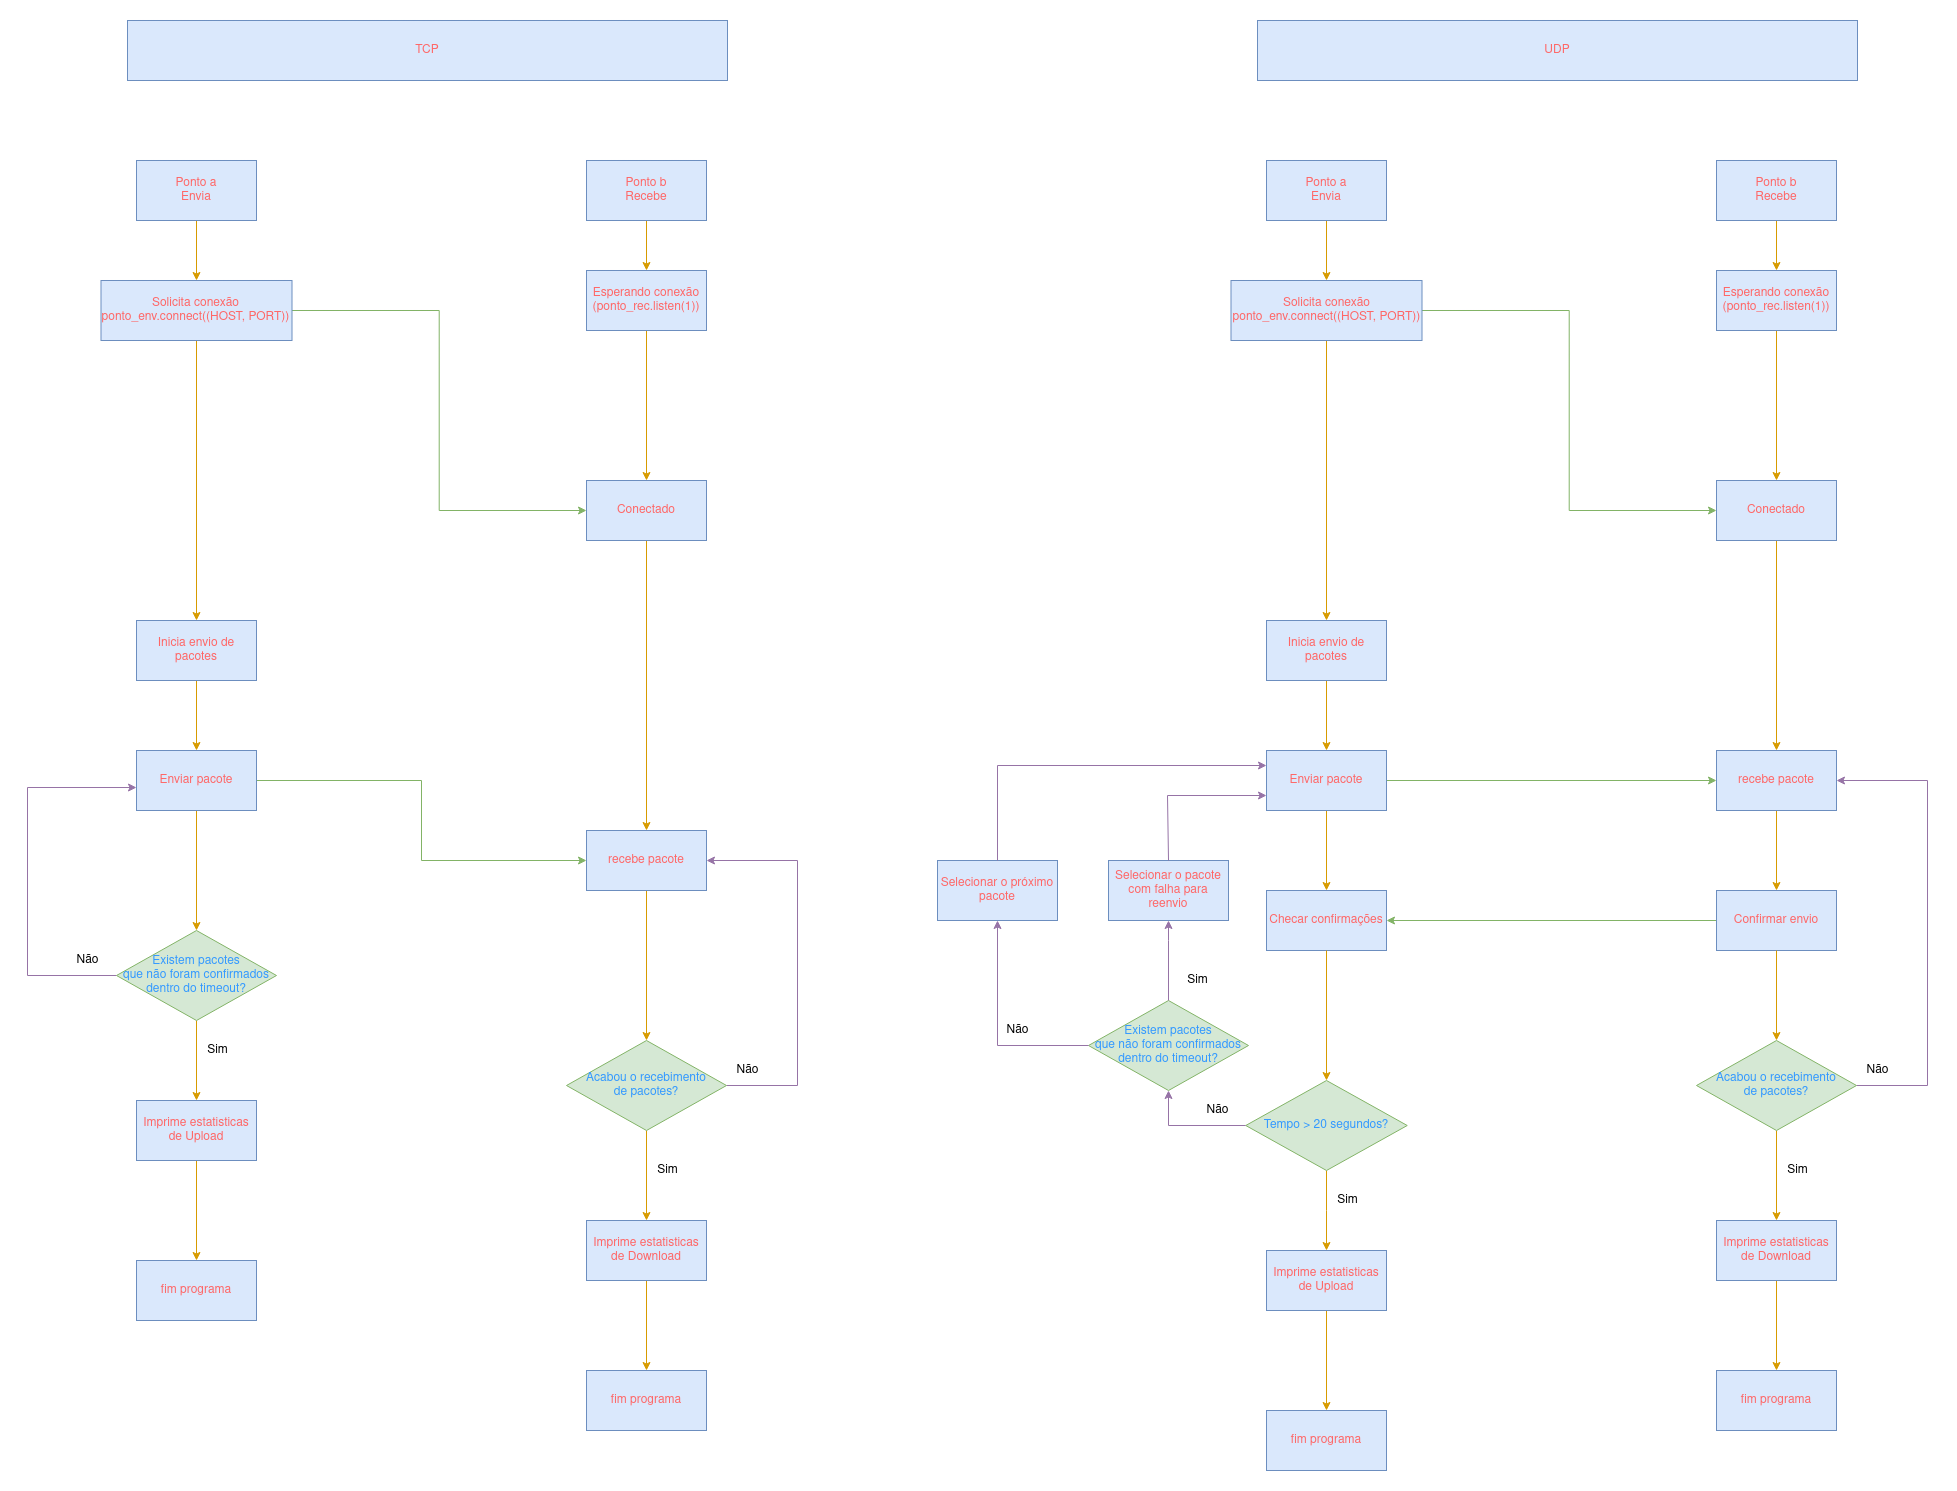 TCP
Ponto a
Envia
Ponto b
Recebe
Solicita conexão
ponto_env.connect((HOST, PORT))
Esperando conexão
(ponto_rec.listen(1))
Conectado
Inicia envio de
pacotes
Enviar pacote
recebe pacote
Não
Existem pacotes
que não foram confirmados
dentro do timeout?
Sim
Acabou o recebimento
de pacotes?
Não
Imprime estatisticas
de Upload
Sim
Imprime estatisticas
de Download
fim programa
fim programa
UDP
Ponto a
Envia
Ponto b
Recebe
Solicita conexão
ponto_env.connect((HOST, PORT))
Esperando conexão
(ponto_rec.listen(1))
Conectado
Inicia envio de
pacotes
Enviar pacote
recebe pacote
Selecionar o próximo
pacote
Selecionar o pacote
com falha para
reenvio
Checar confirmações
Confirmar envio
Sim
Não
Existem pacotes
que não foram confirmados
dentro do timeout?
Acabou o recebimento
de pacotes?
Não
Não
Tempo > 20 segundos?
Sim
Sim
Imprime estatisticas
de Upload
Imprime estatisticas
de Download
fim programa
fim programa